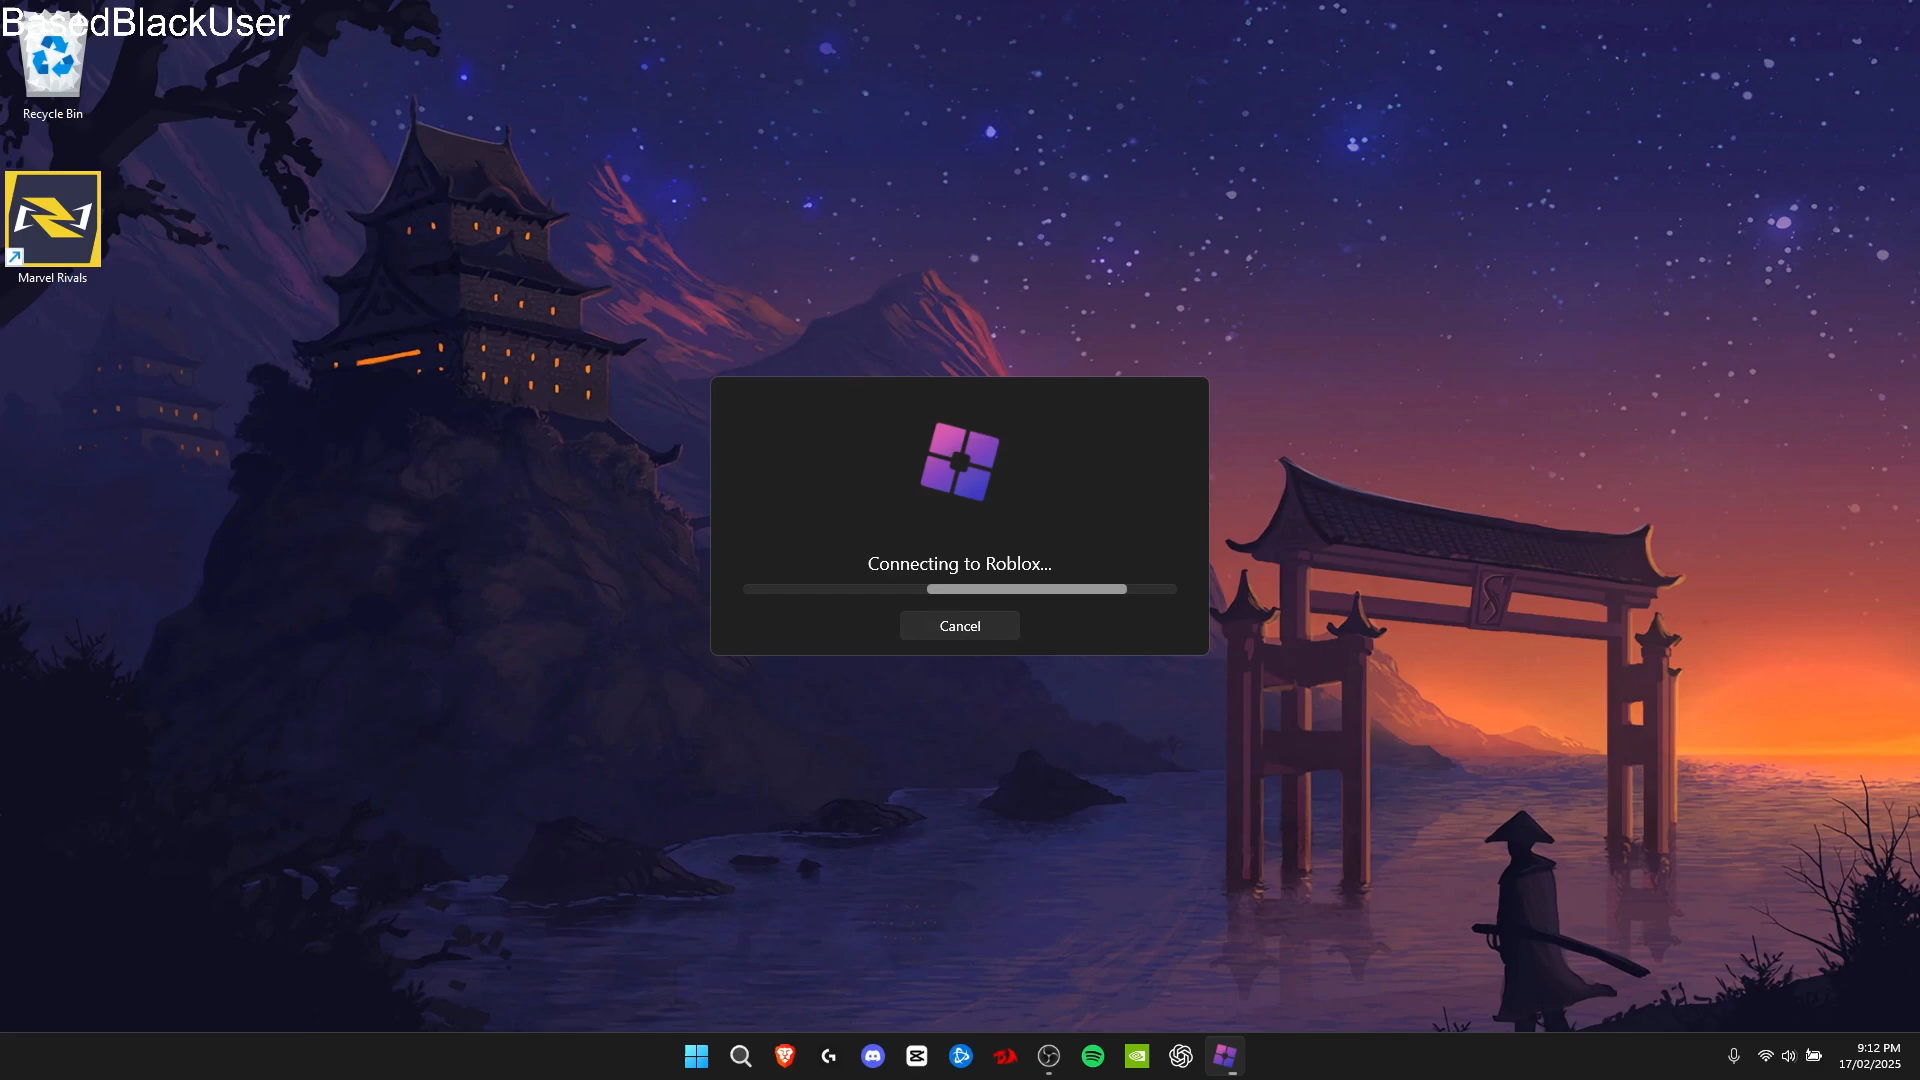 BasedBlackUser
Recycle Bin
Marvel Rivals
Connecting to Roblox...
Cancel
9:12 PM
17/02/2025